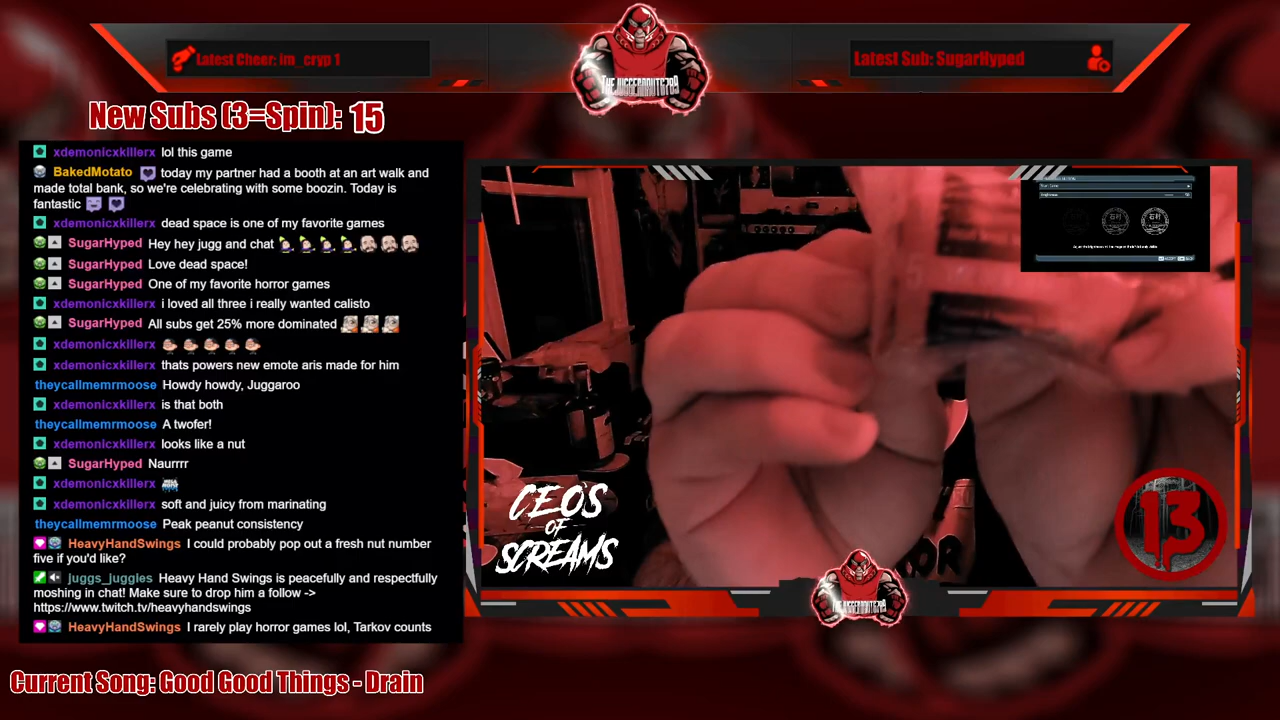 Latest Cheer: im_cryp 1
THEJUGGERNAUT6789
Latest Sub: SugarHyped
New Subs (3=Spin): 15
xdemonicxkillerx lol this game
BakedMotato today my partner had a booth at an art walk and
made total bank, so we're celebrating with some boozin. Today is
fantastic
xdemonicxkillerx dead space is one of my favorite games
SugarHyped Hey hey jugg and chat
SugarHyped Love dead space!
SugarHyped One of my favorite horror games
xdemonicxkillerx i loved all three i really wanted calisto
SugarHyped All subs get 25% more dominated
xdemonicxkillerx
xdemonicxkillerx thats powers new emote aris made for him
theycallmemrmoose Howdy howdy, Juggaroo
xdemonicxkillerx is that both
theycallmemrmoose A twofer!
xdemonicxkillerx looks like a nut
SugarHyped Naurrrr
xdemonicxkillerx
xdemonicxkillerx soft and juicy from marinating
theycallmemrmoose Peak peanut consistency
HeavyHandSwings I could probably pop out a fresh nut number
five if you'd like?
juggs_juggles Heavy Hand Swings is peacefully and respectfully
moshing in chat! Make sure to drop him a follow ->
https://www.twitch.tv/heavyhandswings
HeavyHandSwings I rarely play horror games lol, Tarkov counts
CEO'S
OF
SCREAMS
13
THEJUGGERNAUT6789
Current Song: Good Good Things - Drain